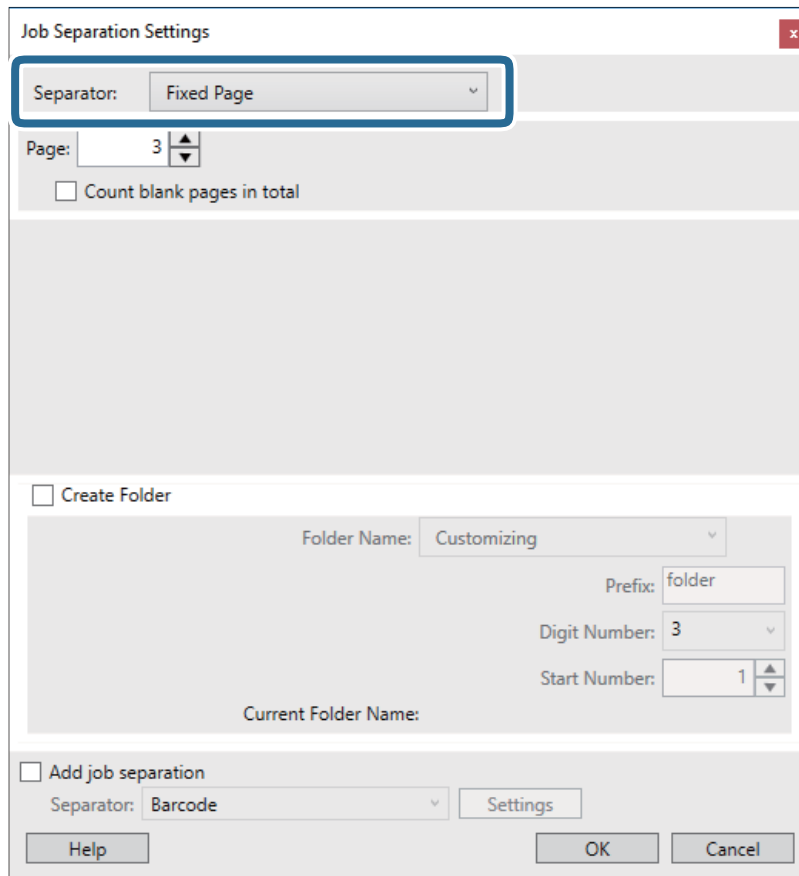 Job Separation Settings
x
Separator: Fixed Page
Page: 3
Count blank pages in total
Create Folder
Folder Name: Customizing
Prefix: folder
Digit Number: 3
Start Number: 1
Current Folder Name:
Add job separation
Separator: Barcode Settings
Help OK Cancel